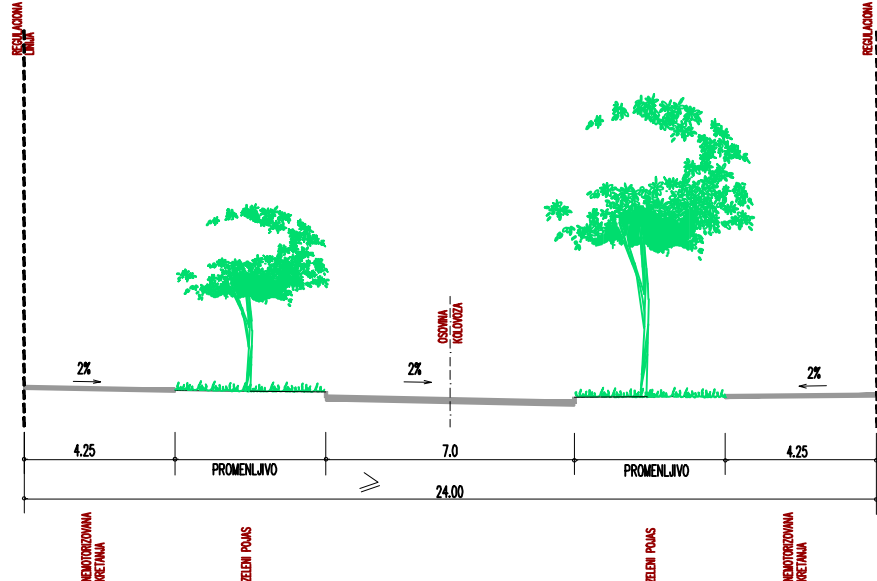 REGULACIONA
LINIJA
REGULACIONA
OSOVINA
KOLOVOZA
2%
2%
2%
4.25
7.0
4.25
PROMENLJIVO
PROMENLJIVO
≥
24.00
NEMOTORIZOVANA
KRETANJA
ZELENI POJAS
ZELENI POJAS
NEMOTORIZOVANA
KRETANJA